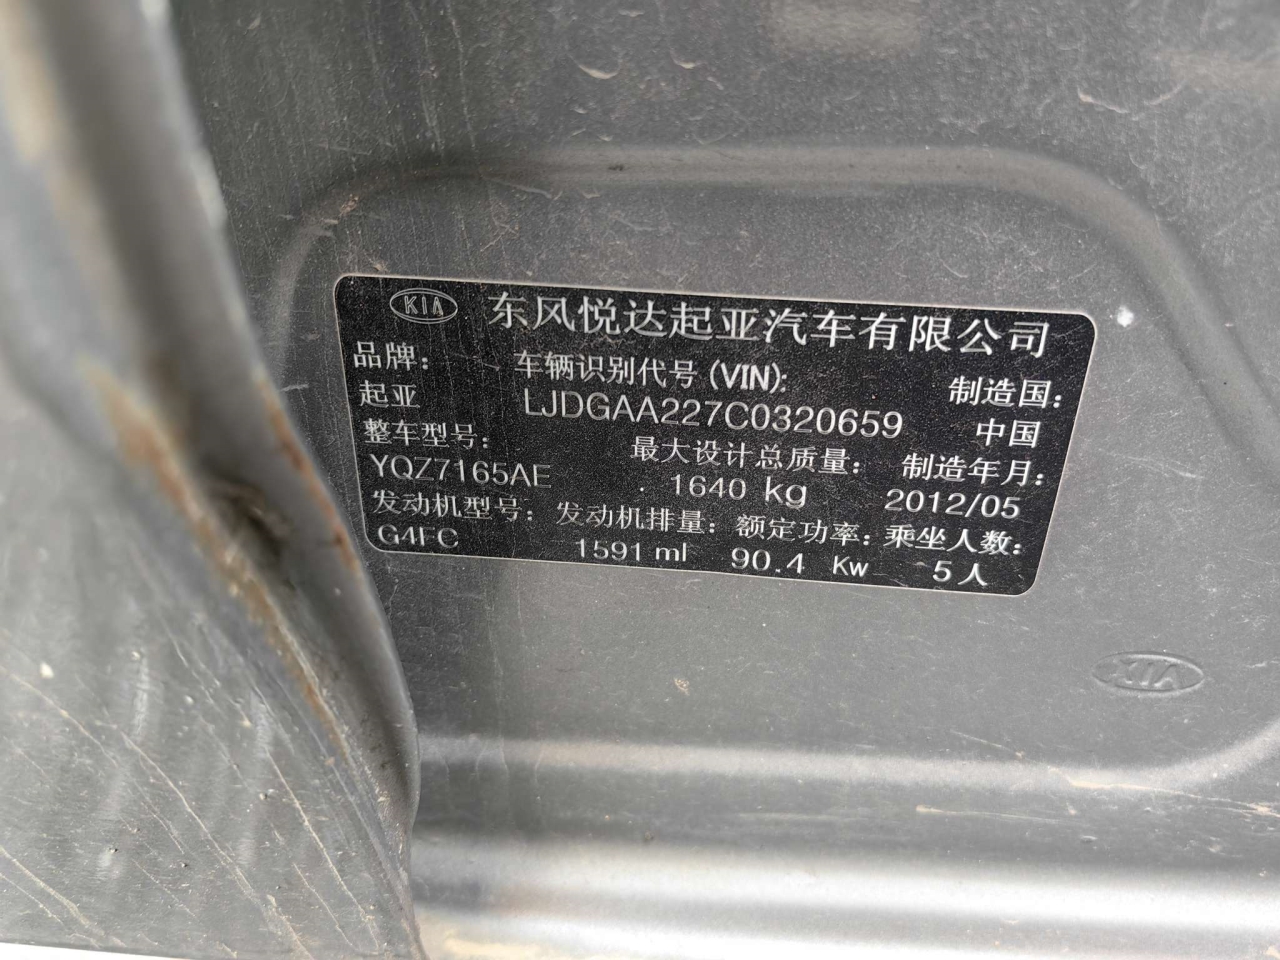 KIA 东风悦达起亚汽车有限公司
品牌： 车辆识别代号 (VIN): 制造国：
起亚 LJDGAA227C0320659 中国
整车型号： 最大设计总质量： 制造年月：
YQZ7165AE 1640 kg 2012/05
发动机型号： 发动机排量： 额定功率： 乘坐人数：
G4FC 1591 ml 90.4 Kw 5人